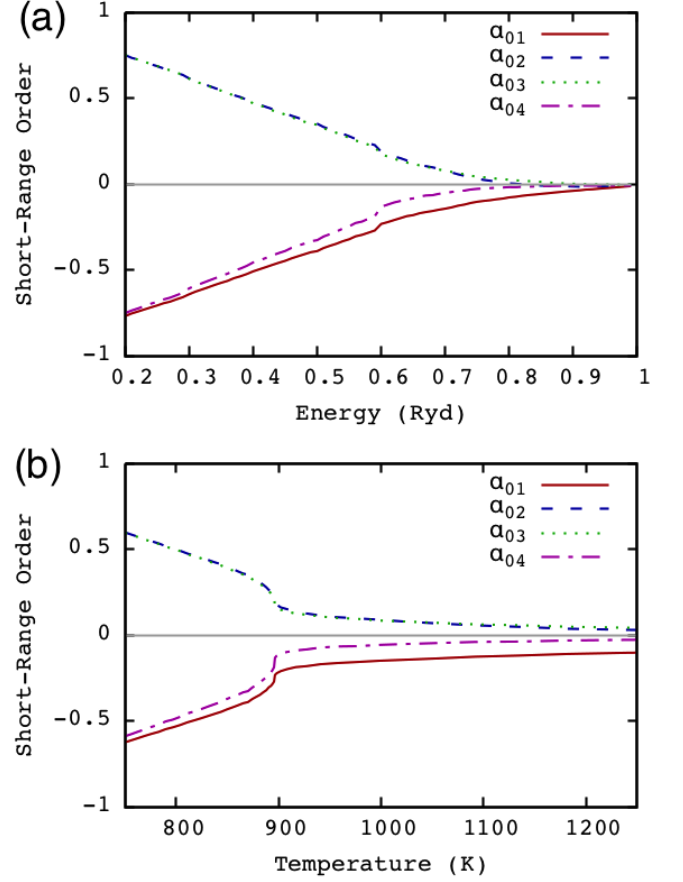 (a)
1
0.5
0
-0.5
-1
Short-Range Order
α01
α02
α03
α04
0.2 0.3 0.4 0.5 0.6 0.7 0.8 0.9 1
Energy (Ryd)
(b)
1
0.5
0
-0.5
-1
Short-Range Order
α01
α02
α03
α04
800 900 1000 1100 1200
Temperature (K)